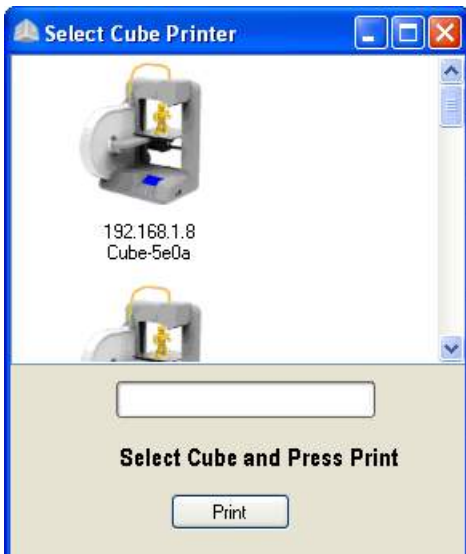 Select Cube Printer
192.168.1.8
Cube-5e0a
Select Cube and Press Print
Print